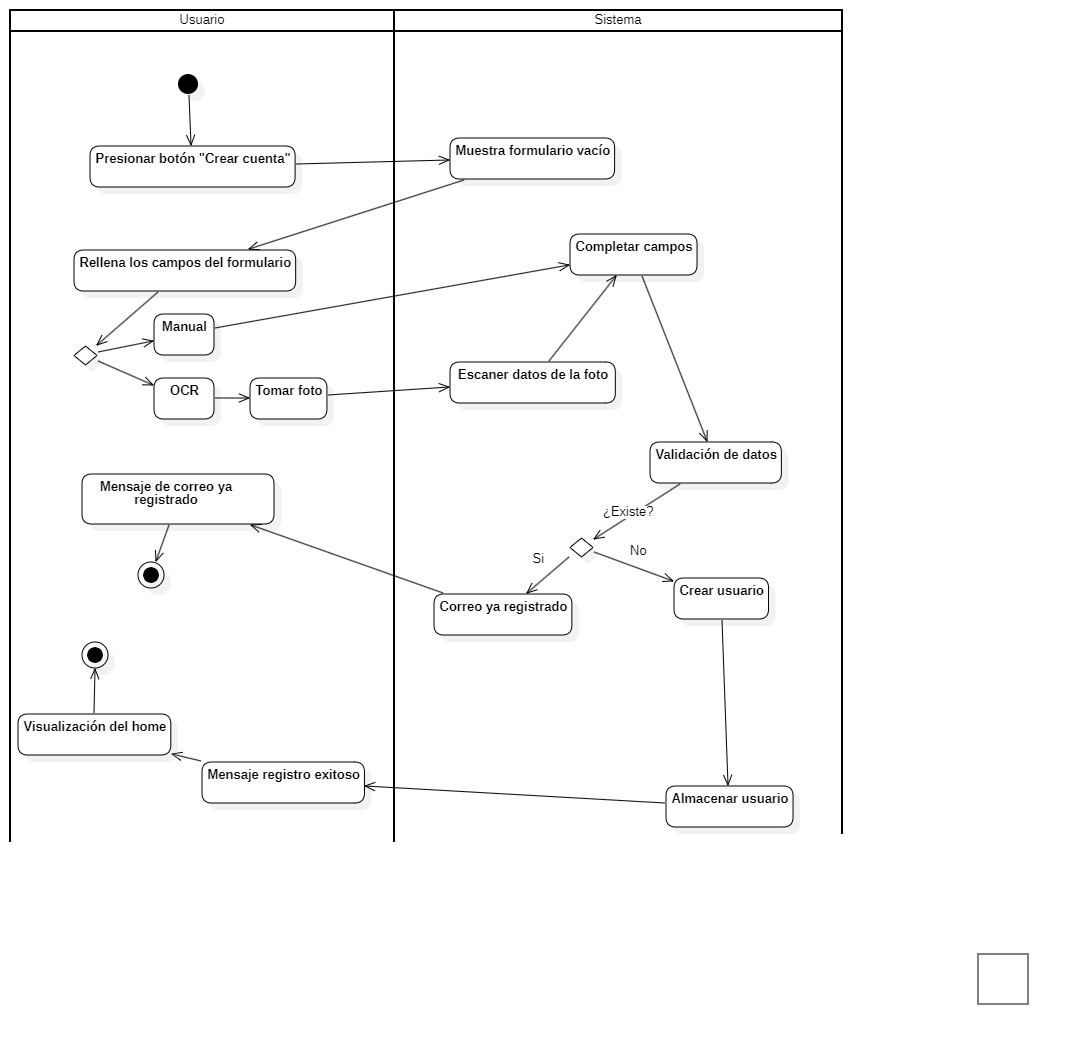 Usuario
Sistema
Presionar botón "Crear cuenta"
Muestra formulario vacío
Rellena los campos del formulario
Completar campos
Manual
OCR
Tomar foto
Escaner datos de la foto
Validación de datos
Mensaje de correo ya
registrado
¿Existe?
Si
No
Crear usuario
Correo ya registrado
Visualización del home
Mensaje registro exitoso
Almacenar usuario